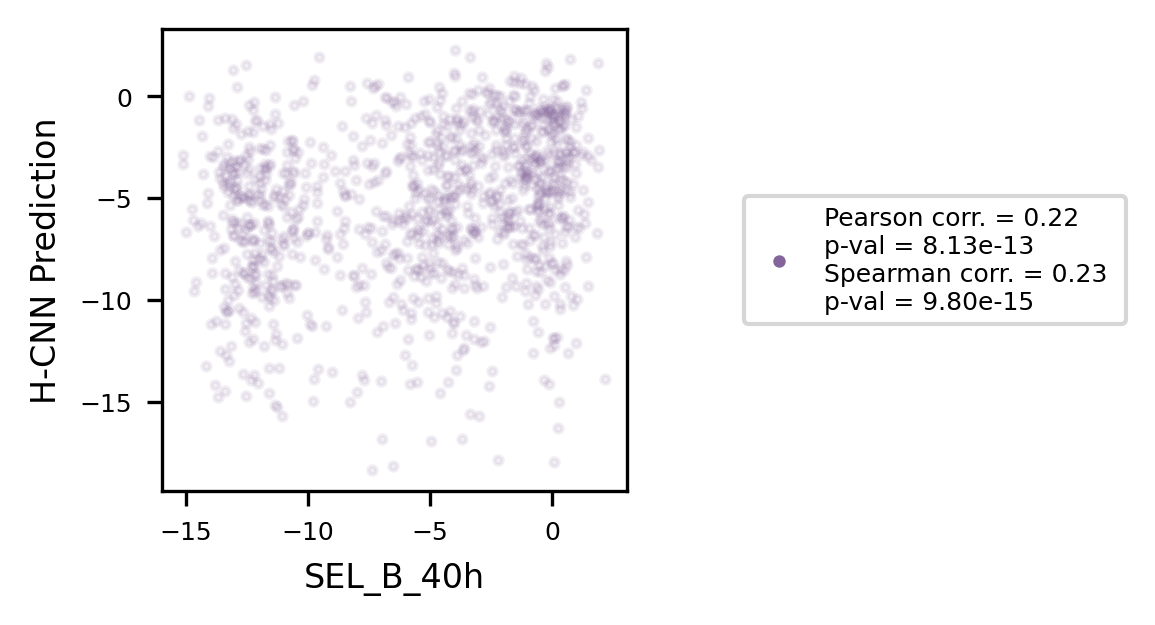 H-CNN Prediction
0
−5
−10
−15
−15
−10
−5
0
SEL_B_40h
Pearson corr. = 0.22
p-val = 8.13e-13
Spearman corr. = 0.23
p-val = 9.80e-15